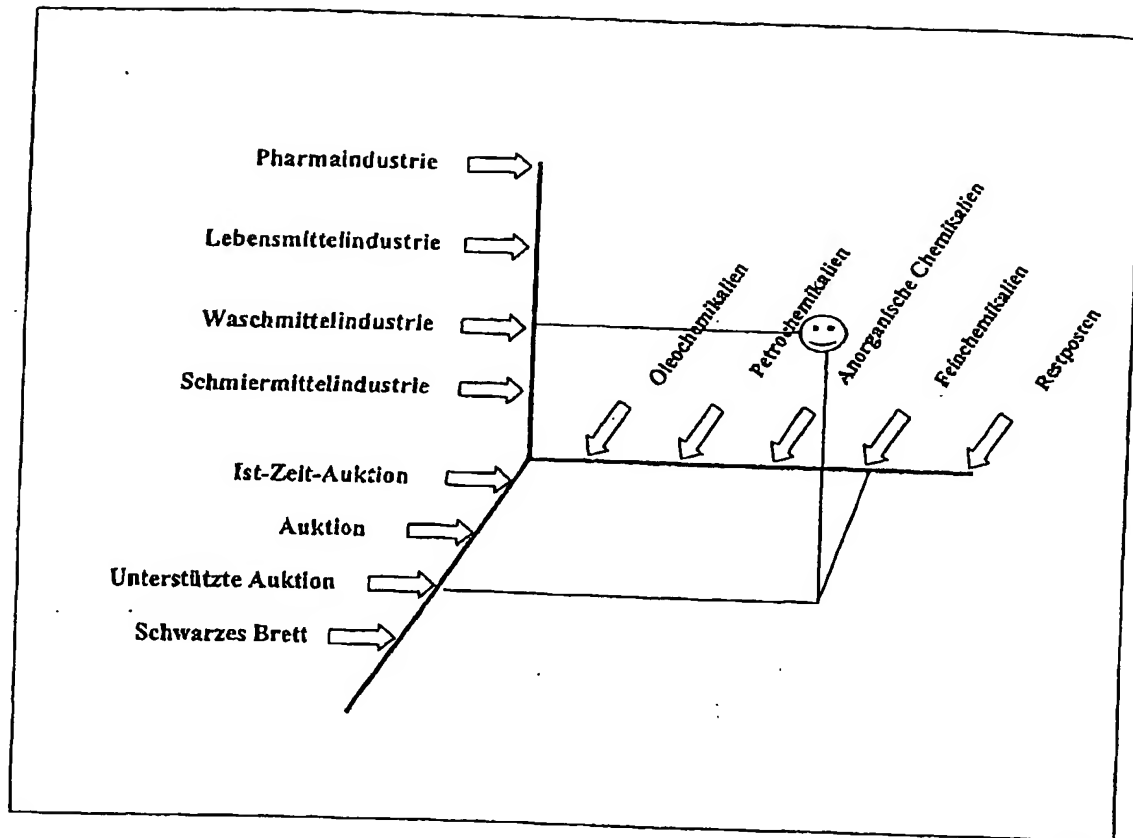 Pharmaindustrie
Lebensmittelindustrie
Waschmittelindustrie
Schmiermittelindustrie
Ist-Zeit-Auktion
Auktion
Unterstützte Auktion
Schwarzes Brett
Oleochemikalien
Petrochemikalien
Anorganische Chemikalien
Feinchemikalien
Restposten